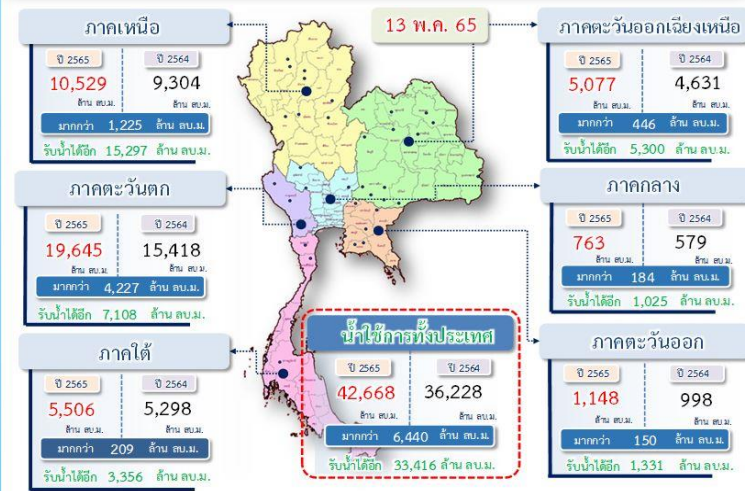 ภาคเหนือ
ปี 2565 ปี 2564
10,529 9,304
ล้าน ลบ.ม. ล้าน ลบ.ม.
มากกว่า 1,225 ล้าน ลบ.ม.
รับน้ำได้อีก 15,297 ล้าน ลบ.ม.
13 พ.ค. 65
ภาคตะวันออกเฉียงเหนือ
ปี 2565 ปี 2564
5,077 4,631
ล้าน ลบ.ม. ล้าน ลบ.ม.
มากกว่า 446 ล้าน ลบ.ม.
รับน้ำได้อีก 5,300 ล้าน ลบ.ม.
ภาคตะวันตก
ปี 2565 ปี 2564
19,645 15,418
ล้าน ลบ.ม. ล้าน ลบ.ม.
มากกว่า 4,227 ล้าน ลบ.ม.
รับน้ำได้อีก 7,108 ล้าน ลบ.ม.
ภาคกลาง
ปี 2565 ปี 2564
763 579
ล้าน ลบ.ม. ล้าน ลบ.ม.
มากกว่า 184 ล้าน ลบ.ม.
รับน้ำได้อีก 1,025 ล้าน ลบ.ม.
ภาคใต้
ปี 2565 ปี 2564
5,506 5,298
ล้าน ลบ.ม. ล้าน ลบ.ม.
มากกว่า 209 ล้าน ลบ.ม.
รับน้ำได้อีก 3,356 ล้าน ลบ.ม.
น้ำใช้การทั้งประเทศ
ปี 2565 ปี 2564
42,668 36,228
ล้าน ลบ.ม. ล้าน ลบ.ม.
มากกว่า 6,440 ล้าน ลบ.ม.
รับน้ำได้อีก 33,416 ล้าน ลบ.ม.
ภาคตะวันออก
ปี 2565 ปี 2564
1,148 998
ล้าน ลบ.ม. ล้าน ลบ.ม.
มากกว่า 150 ล้าน ลบ.ม.
รับน้ำได้อีก 1,331 ล้าน ลบ.ม.